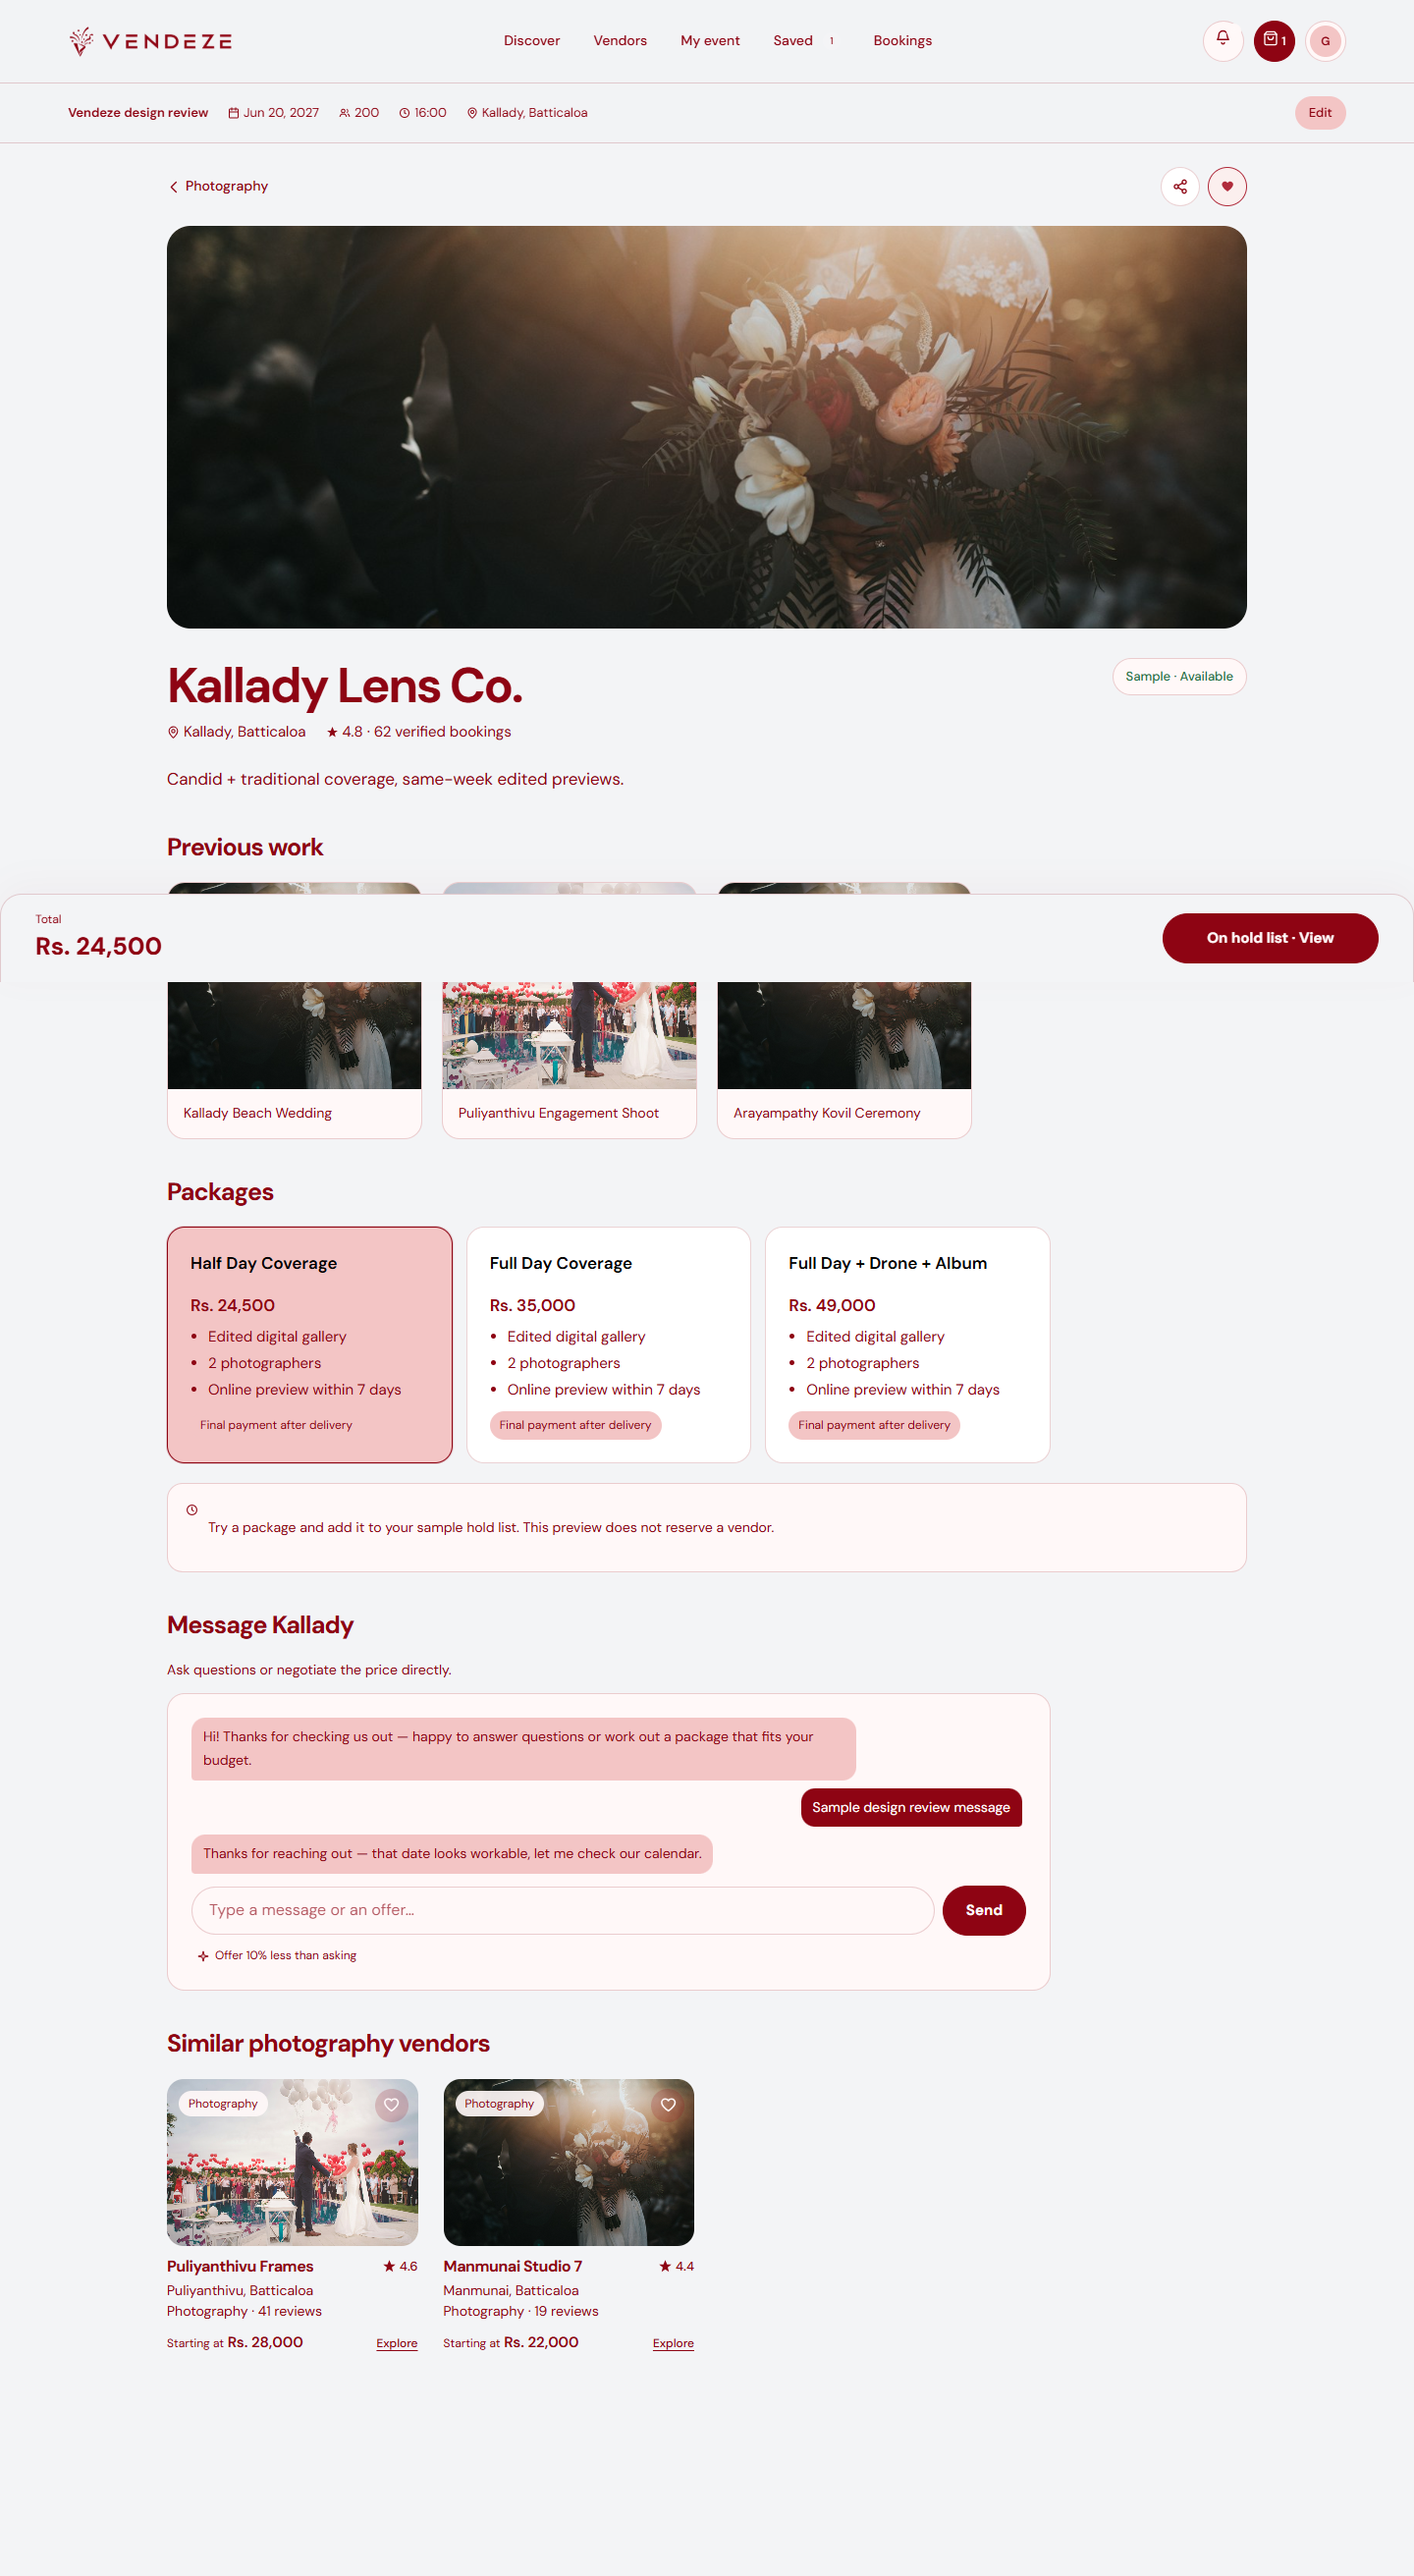 VENDEZE
Discover Vendors My event Saved 1 Bookings
1
G
Vendeze design review Jun 20, 2027 200 16:00 Kallady, Batticaloa
Edit
Photography
Kallady Lens Co.
Sample · Available
Kallady, Batticaloa ★ 4.8 · 62 verified bookings
Candid + traditional coverage, same-week edited previews.
Previous work
Total
Rs. 24,500
On hold list · View
Kallady Beach Wedding
Puliyanthivu Engagement Shoot
Arayampathy Kovil Ceremony
Packages
Half Day Coverage
Rs. 24,500
• Edited digital gallery
• 2 photographers
• Online preview within 7 days
Final payment after delivery
Full Day Coverage
Rs. 35,000
• Edited digital gallery
• 2 photographers
• Online preview within 7 days
Final payment after delivery
Full Day + Drone + Album
Rs. 49,000
• Edited digital gallery
• 2 photographers
• Online preview within 7 days
Final payment after delivery
Try a package and add it to your sample hold list. This preview does not reserve a vendor.
Message Kallady
Ask questions or negotiate the price directly.
Hi! Thanks for checking us out — happy to answer questions or work out a package that fits your
budget.
Sample design review message
Thanks for reaching out — that date looks workable, let me check our calendar.
Type a message or an offer...
Send
Offer 10% less than asking
Similar photography vendors
Photography
Puliyanthivu Frames ★ 4.6
Puliyanthivu, Batticaloa
Photography · 41 reviews
Starting at Rs. 28,000 Explore
Photography
Manmunai Studio 7 ★ 4.4
Manmunai, Batticaloa
Photography · 19 reviews
Starting at Rs. 22,000 Explore